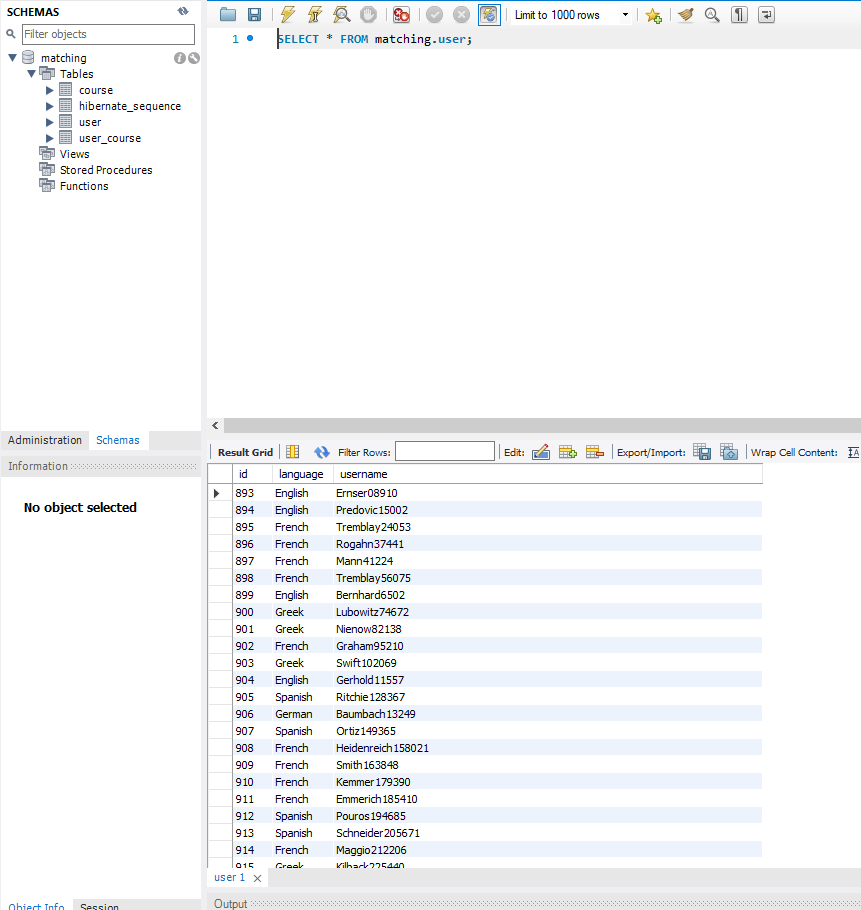 SCHEMAS
Filter objects
matching
Tables
course
hibernate_sequence
user
user_course
Views
Stored Procedures
Functions
Administration Schemas
Information
No object selected
Object Info Session
Limit to 1000 rows
1 SELECT * FROM matching.user;
Result Grid Filter Rows: Edit: Export/Import: Wrap Cell Content:
id language username
893 English Ernser08910
894 English Predovic15002
895 French Tremblay24053
896 French Rogahn37441
897 French Mann41224
898 French Tremblay56075
899 English Bernhard6502
900 Greek Lubowitz74672
901 Greek Nienow82138
902 French Graham95210
903 Greek Swift102069
904 English Gerhold11557
905 Spanish Ritchie128367
906 German Baumbach13249
907 Spanish Ortiz149365
908 French Heidenreich158021
909 French Smith163848
910 French Kemmer179390
911 French Emmerich185410
912 Spanish Pouros194685
913 Spanish Schneider205671
914 French Maggio212206
915 Greek Kilback225440
user 1
Output